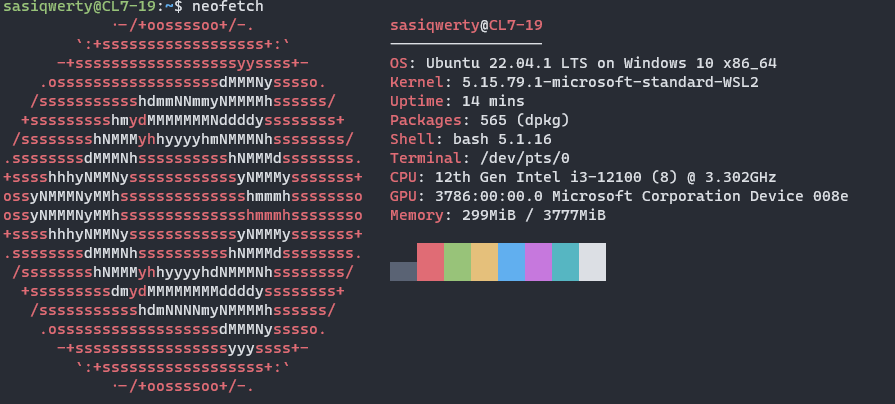 sasiqwerty@CL7-19:~$ neofetch
            .-/+oossssoo+/-.               sasiqwerty@CL7-19
        `:+ssssssssssssssssss+:`           -----------------
      -+ssssssssssssssssssyyssss+-         OS: Ubuntu 22.04.1 LTS on Windows 10 x86_64
    .ossssssssssssssssssdMMMNysssso.       Kernel: 5.15.79.1-microsoft-standard-WSL2
   /ssssssssssshdmmNNmmyNMMMMhssssss/      Uptime: 14 mins
  +ssssssssshmydMMMMMMMNddddyssssssss+     Packages: 565 (dpkg)
 /sssssssshNMMMyhhyyyyhmNMMMNhssssssss/    Shell: bash 5.1.16
.ssssssssdMMMNhsssssssssshNMMMdssssssss.   Terminal: /dev/pts/0
+sssshhhyNMMNyssssssssssssyNMMMysssssss+   CPU: 12th Gen Intel i3-12100 (8) @ 3.302GHz
ossyNMMMNyMMhsssssssssssssshmmmhssssssso   GPU: 3786:00:00.0 Microsoft Corporation Device 008e
ossyNMMMNyMMhsssssssssssssshmmmhssssssso   Memory: 299MiB / 3777MiB
+sssshhhyNMMNyssssssssssssyNMMMysssssss+
.ssssssssdMMMNhsssssssssshNMMMdssssssss.
 /sssssssshNMMMyhhyyyyhdNMMMNhssssssss/
  +sssssssssdmydMMMMMMMMddddyssssssss+
   /ssssssssssshdmNNNNmyNMMMMhssssss/
    .ossssssssssssssssssdMMMNysssso.
      -+sssssssssssssssssyyyssss+-
        `:+ssssssssssssssssss+:`
            .-/+oossssoo+/-.